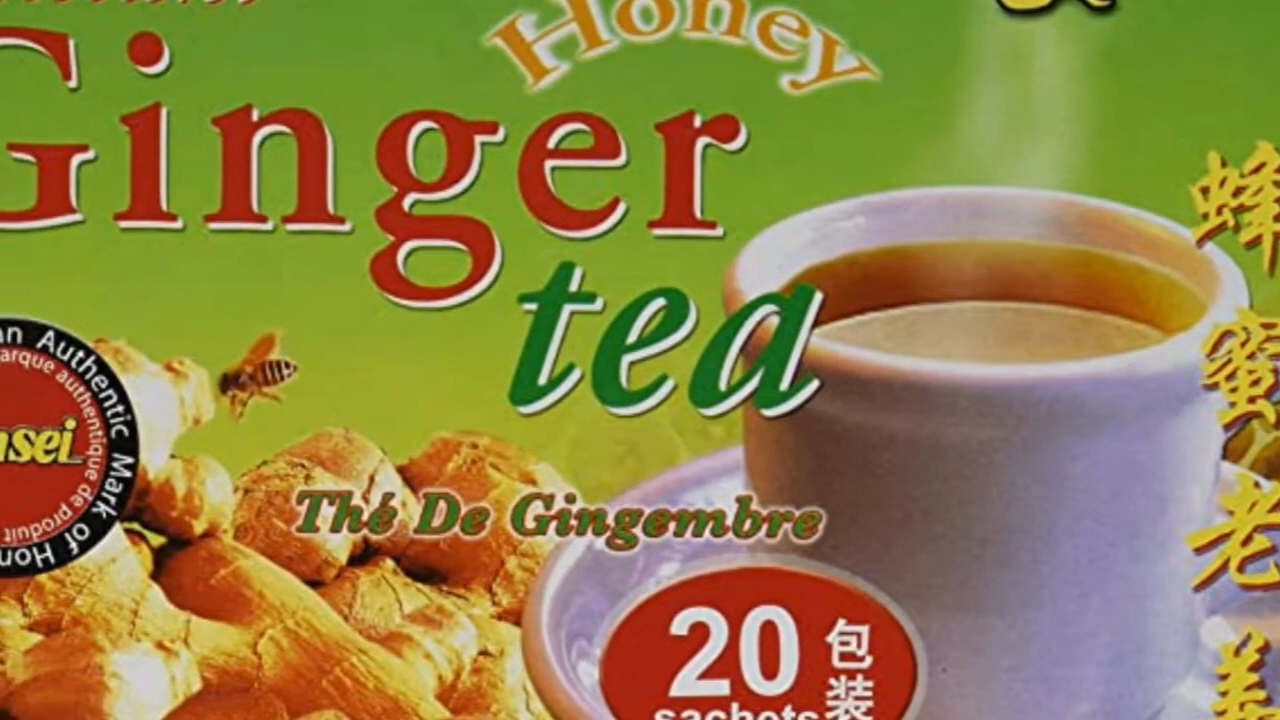 Honey
Ginger
tea
Authentic Mark of
marque authentique de produit
Thé De Gingembre
20 包装
sachets
蜂蜜老姜